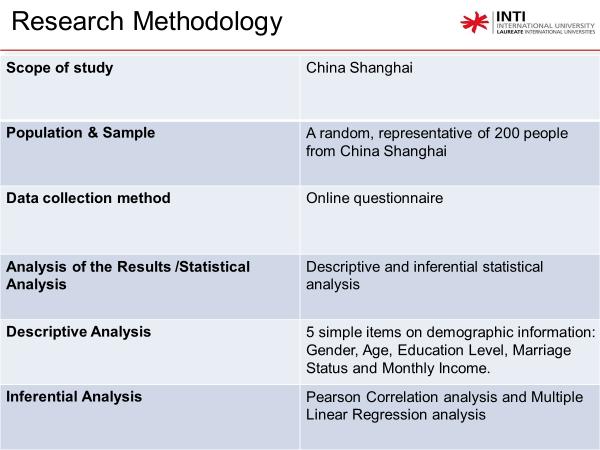 Research Methodology
INTI
INTERNATIONAL UNIVERSITY
LAUREATE INTERNATIONAL UNIVERSITIES
Scope of study
China Shanghai
Population & Sample
A random, representative of 200 people
from China Shanghai
Data collection method
Online questionnaire
Analysis of the Results /Statistical
Analysis
Descriptive and inferential statistical
analysis
Descriptive Analysis
5 simple items on demographic information:
Gender, Age, Education Level, Marriage
Status and Monthly Income.
Inferential Analysis
Pearson Correlation analysis and Multiple
Linear Regression analysis